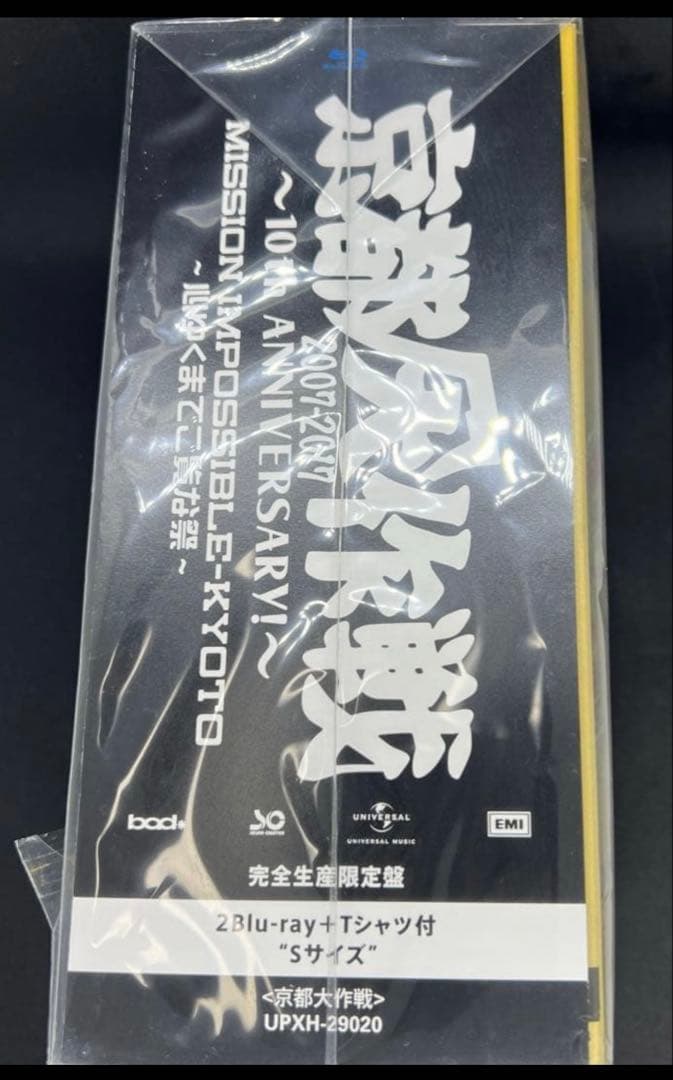 京都大作戦
2007-2017
～10th ANNIVERSARY!～
MISSION IMPOSSIBLE-KYOTO
～心ゆくまでご覧な祭～
bad*
UNIVERSAL
UNIVERSAL MUSIC
EMI
完全生産限定盤
2Blu-ray+Tシャツ付
"Sサイズ"
<京都大作戦>
UPXH-29020